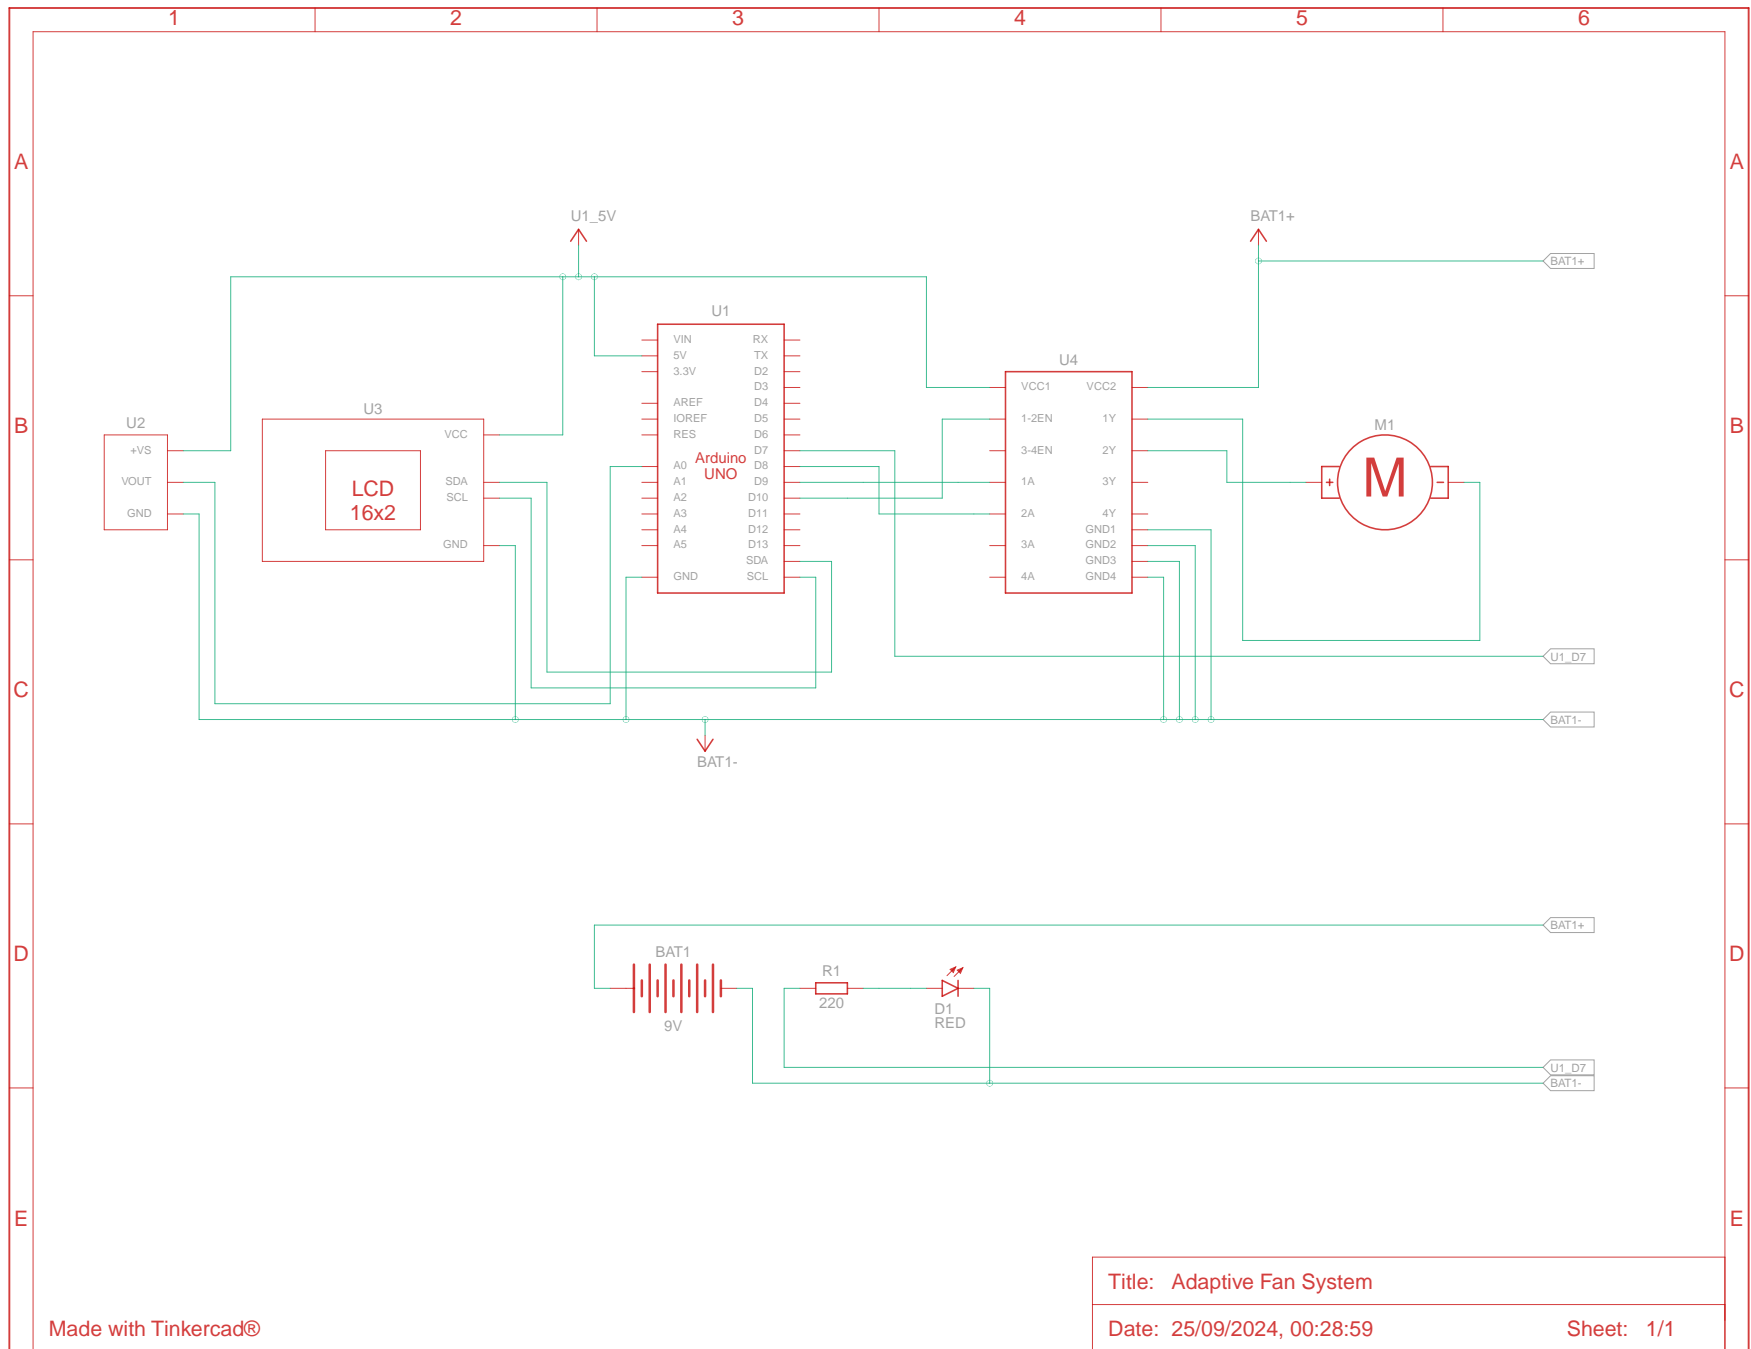 1 2 3 4 5 6
A A
U1_5V BAT1+
BAT1+
B B
U1
VIN RX
5V TX
3.3V D2
D3
AREF D4
IOREF D5
RES D6
D7
A0 D8
A1 D9
A2 D10
A3 D11
A4 D12
A5 D13
SDA
GND SCL
Arduino
UNO
U4
VCC1 VCC2
1-2EN 1Y
3-4EN 2Y
1A 3Y
2A 4Y
GND1
3A GND2
GND3
4A GND4
U2
+VS
VOUT
GND
U3
VCC
SDA
SCL
GND
LCD
16x2
M1
+ M -
C C
U1_D7
BAT1-
BAT1-
D D
BAT1+
BAT1
9V
R1
220
D1
RED
U1_D7
BAT1-
E E
Title: Adaptive Fan System
Made with Tinkercad®
Date: 25/09/2024, 00:28:59 Sheet: 1/1